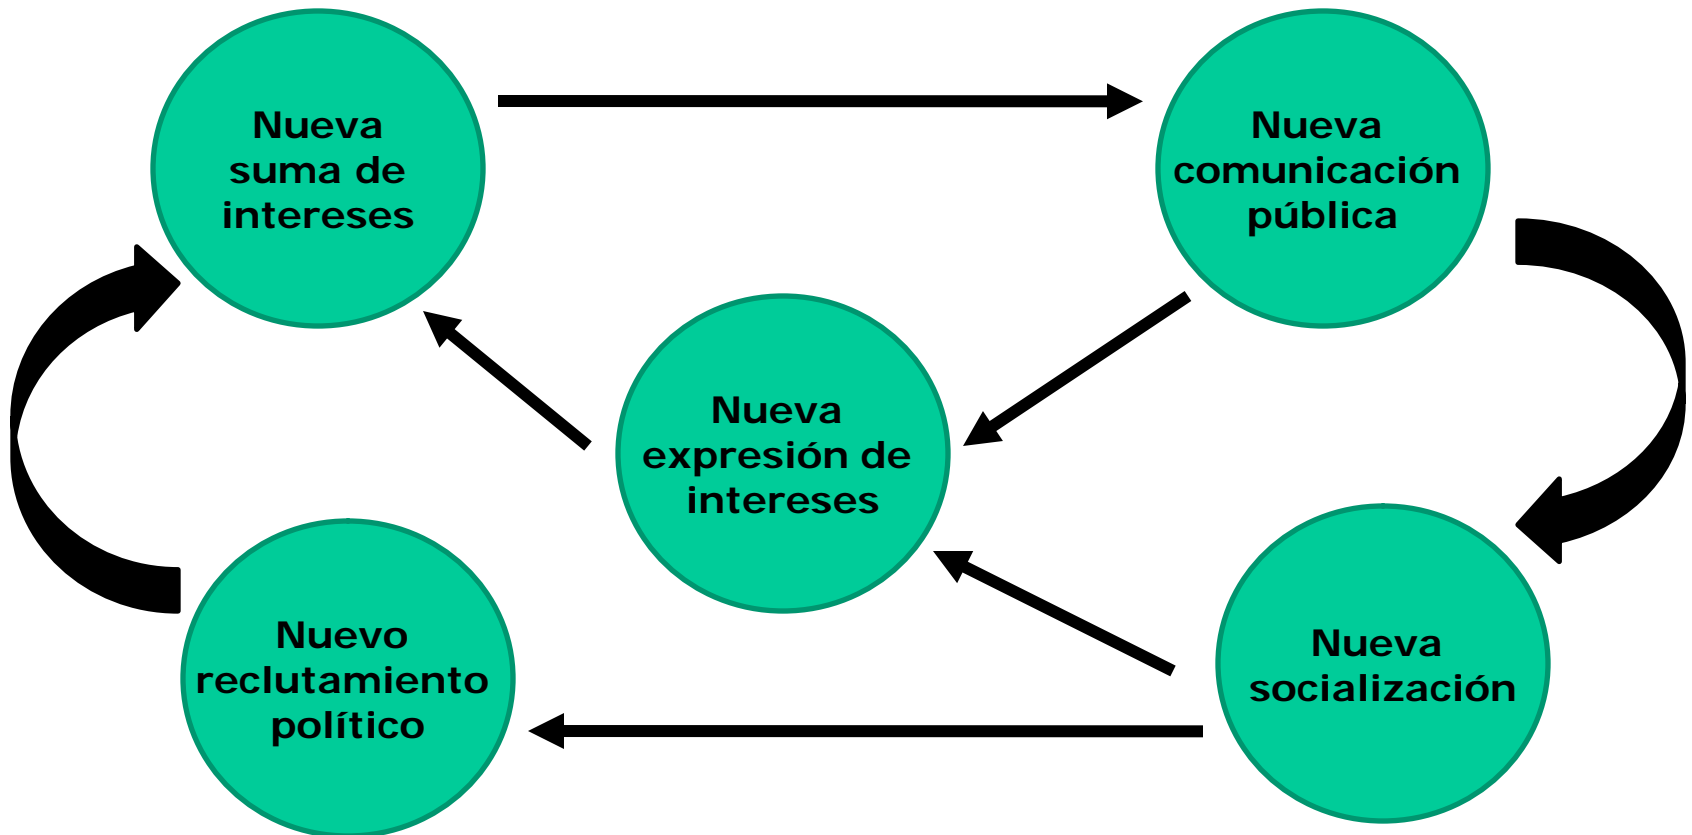 Nueva
suma de
intereses
Nueva
comunicación
pública
Nueva
expresión de
intereses
Nuevo
reclutamiento
político
Nueva
socialización